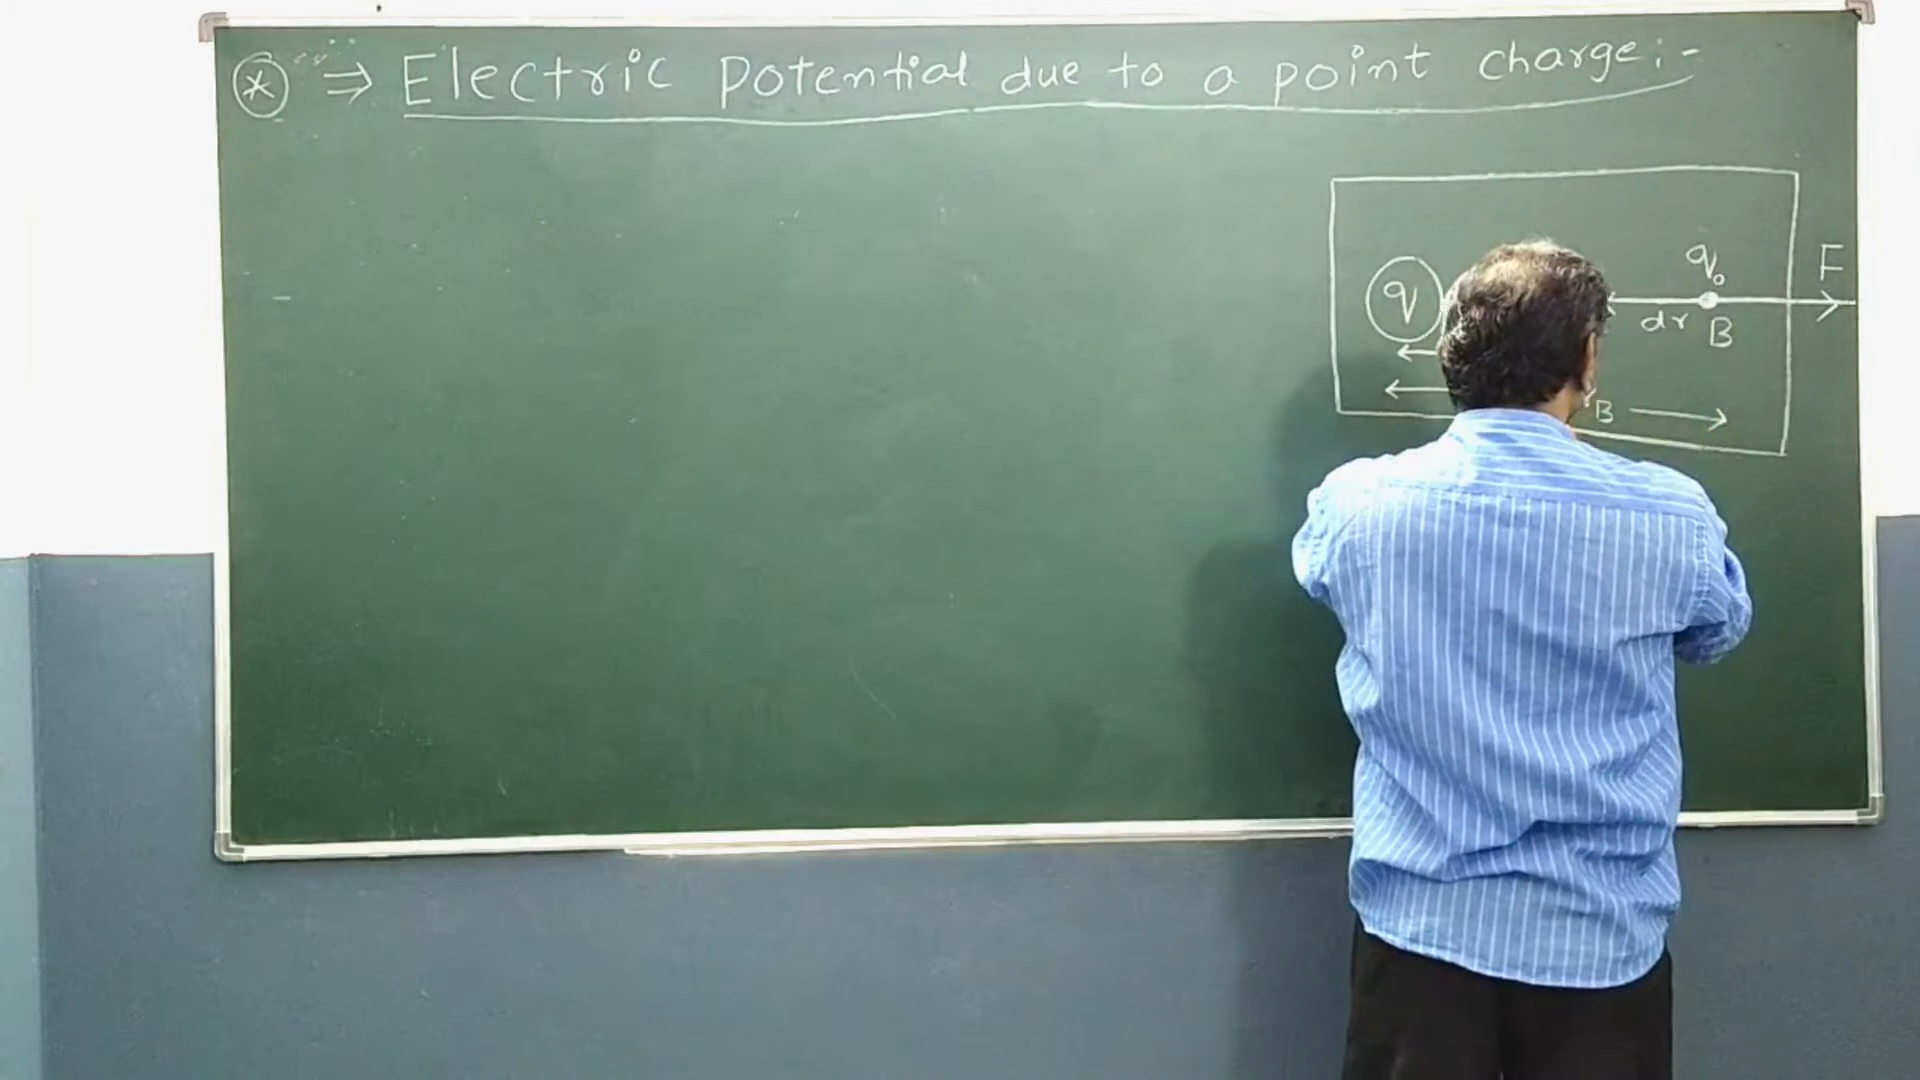 * ⇒ Electric potential due to a point charge:-
q₀ F
q
dr B
B